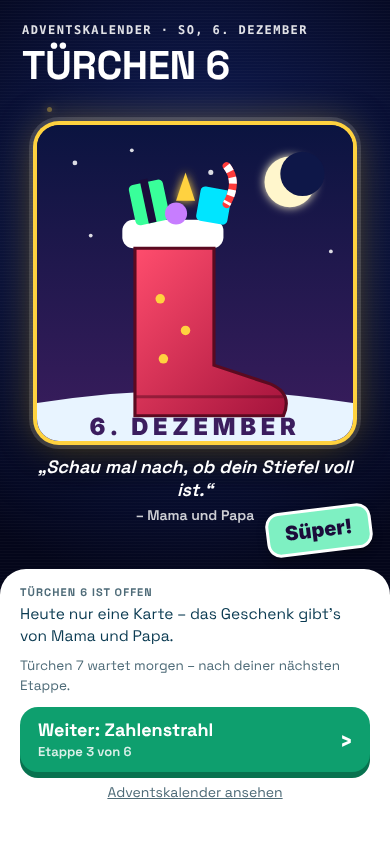 ADVENTSKALENDER · SO, 6. DEZEMBER
TÜRCHEN 6
6. DEZEMBER
„Schau mal nach, ob dein Stiefel voll
ist.“
– Mama und Papa
Süper!
TÜRCHEN 6 IST OFFEN
Heute nur eine Karte – das Geschenk gibt's
von Mama und Papa.
Türchen 7 wartet morgen – nach deiner nächsten
Etappe.
Weiter: Zahlenstrahl
Etappe 3 von 6
>
Adventskalender ansehen